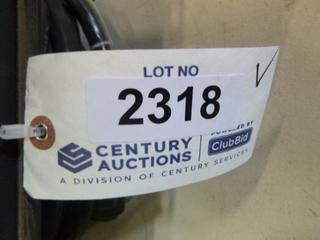 LOT NO
2318
POWERED BY
CENTURY AUCTIONS
ClubBid
A DIVISION OF CENTURY SERVICES